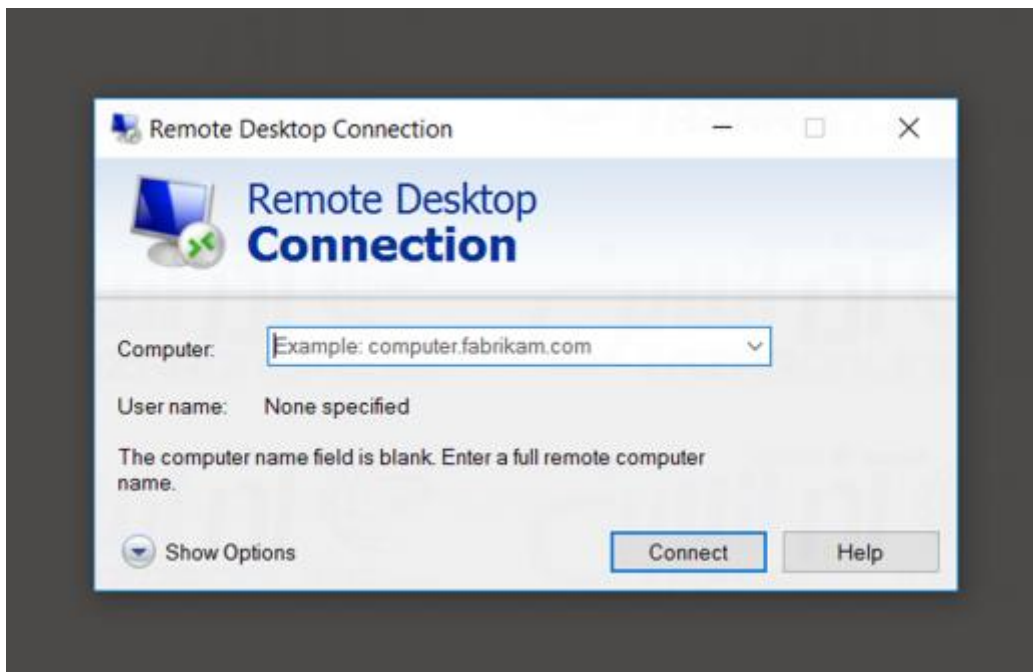 Remote Desktop Connection
Remote Desktop
Connection
Computer:
Example: computer.fabrikam.com
User name:
None specified
The computer name field is blank. Enter a full remote computer
name.
Show Options
Connect
Help